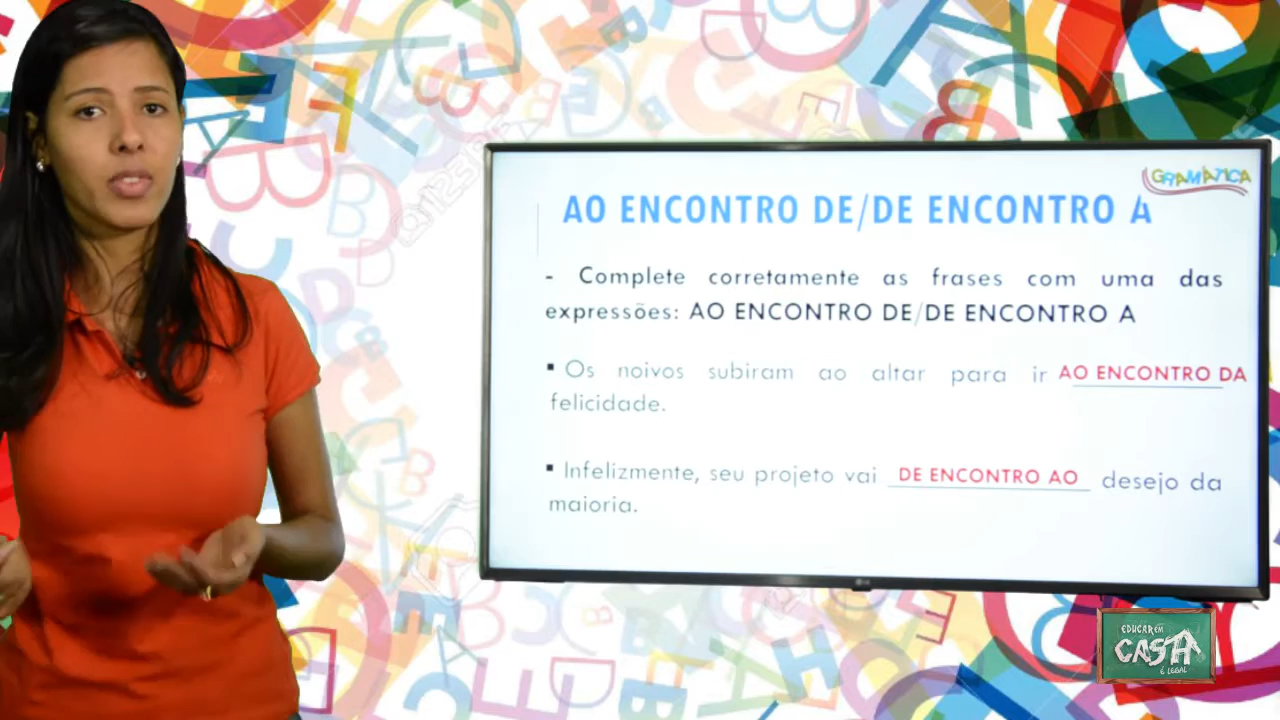 GRAMÁTICA
AO ENCONTRO DE/DE ENCONTRO A
- Complete corretamente as frases com uma das
expressões: AO ENCONTRO DE/DE ENCONTRO A
▪ Os noivos subiram ao altar para ir AO ENCONTRO DA
felicidade.
▪ Infelizmente, seu projeto vai DE ENCONTRO AO desejo da
maioria.
LG
EDUCAR EM
CASA
É LEGAL